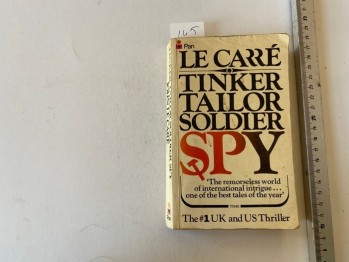 165
Pan
LE CARRÉ
TINKER
TAILOR
SOLDIER
SPY
'The remorseless world
of international intrigue...
one of the best tales of the year'
The #1 UK and US Thriller